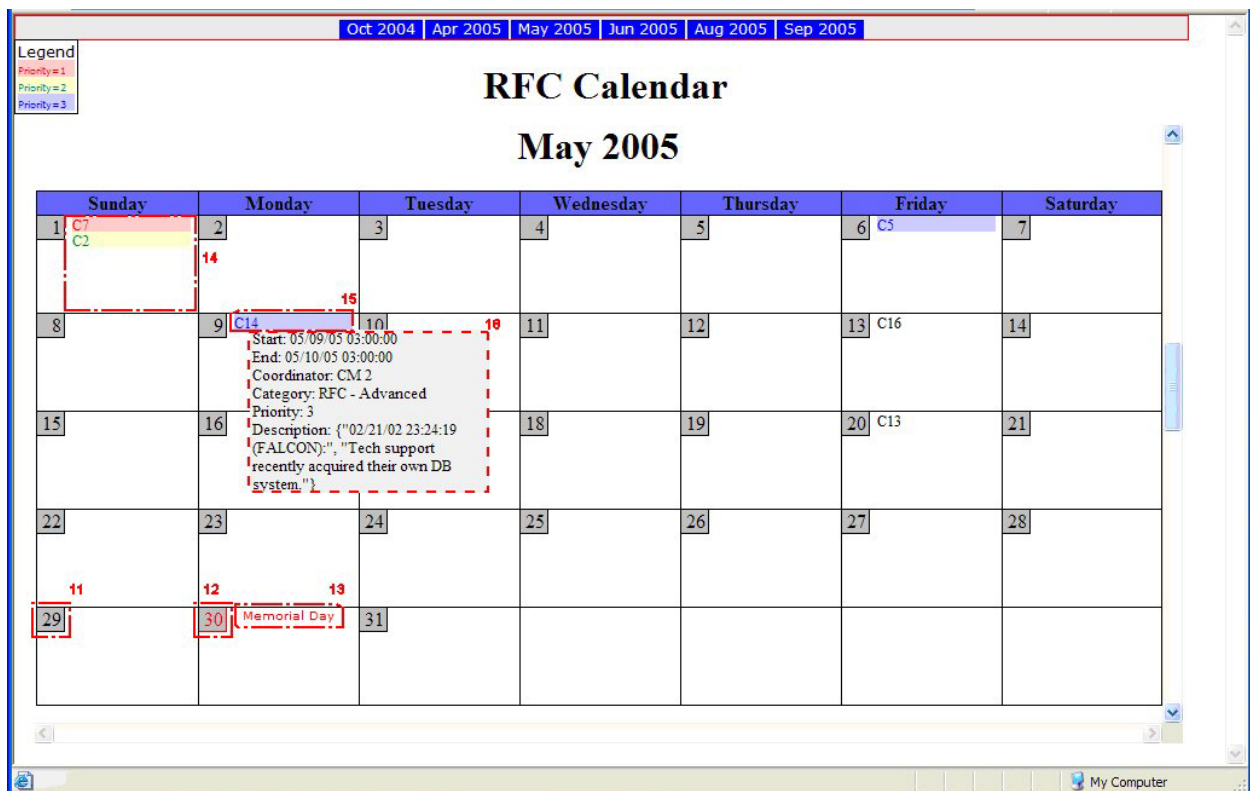 Oct 2004 Apr 2005 May 2005 Jun 2005 Aug 2005 Sep 2005
Legend
Priority=1
Priority=2
Priority=3
RFC Calendar
May 2005
Sunday Monday Tuesday Wednesday Thursday Friday Saturday
1 C7 2 3 4 5 6 C5 7
C2
14
15
8 9 C14 10 16 11 12 13 C16 14
Start: 05/09/05 03:00:00
End: 05/10/05 03:00:00
Coordinator: CM 2
Category: RFC - Advanced
Priority: 3
15 16 18 19 20 C13 21
Description: {"02/21/02 23:24:19
(FALCON):", "Tech support
recently acquired their own DB
system."}
22 23 24 25 26 27 28
11 12 13
29 30 Memorial Day 31
My Computer